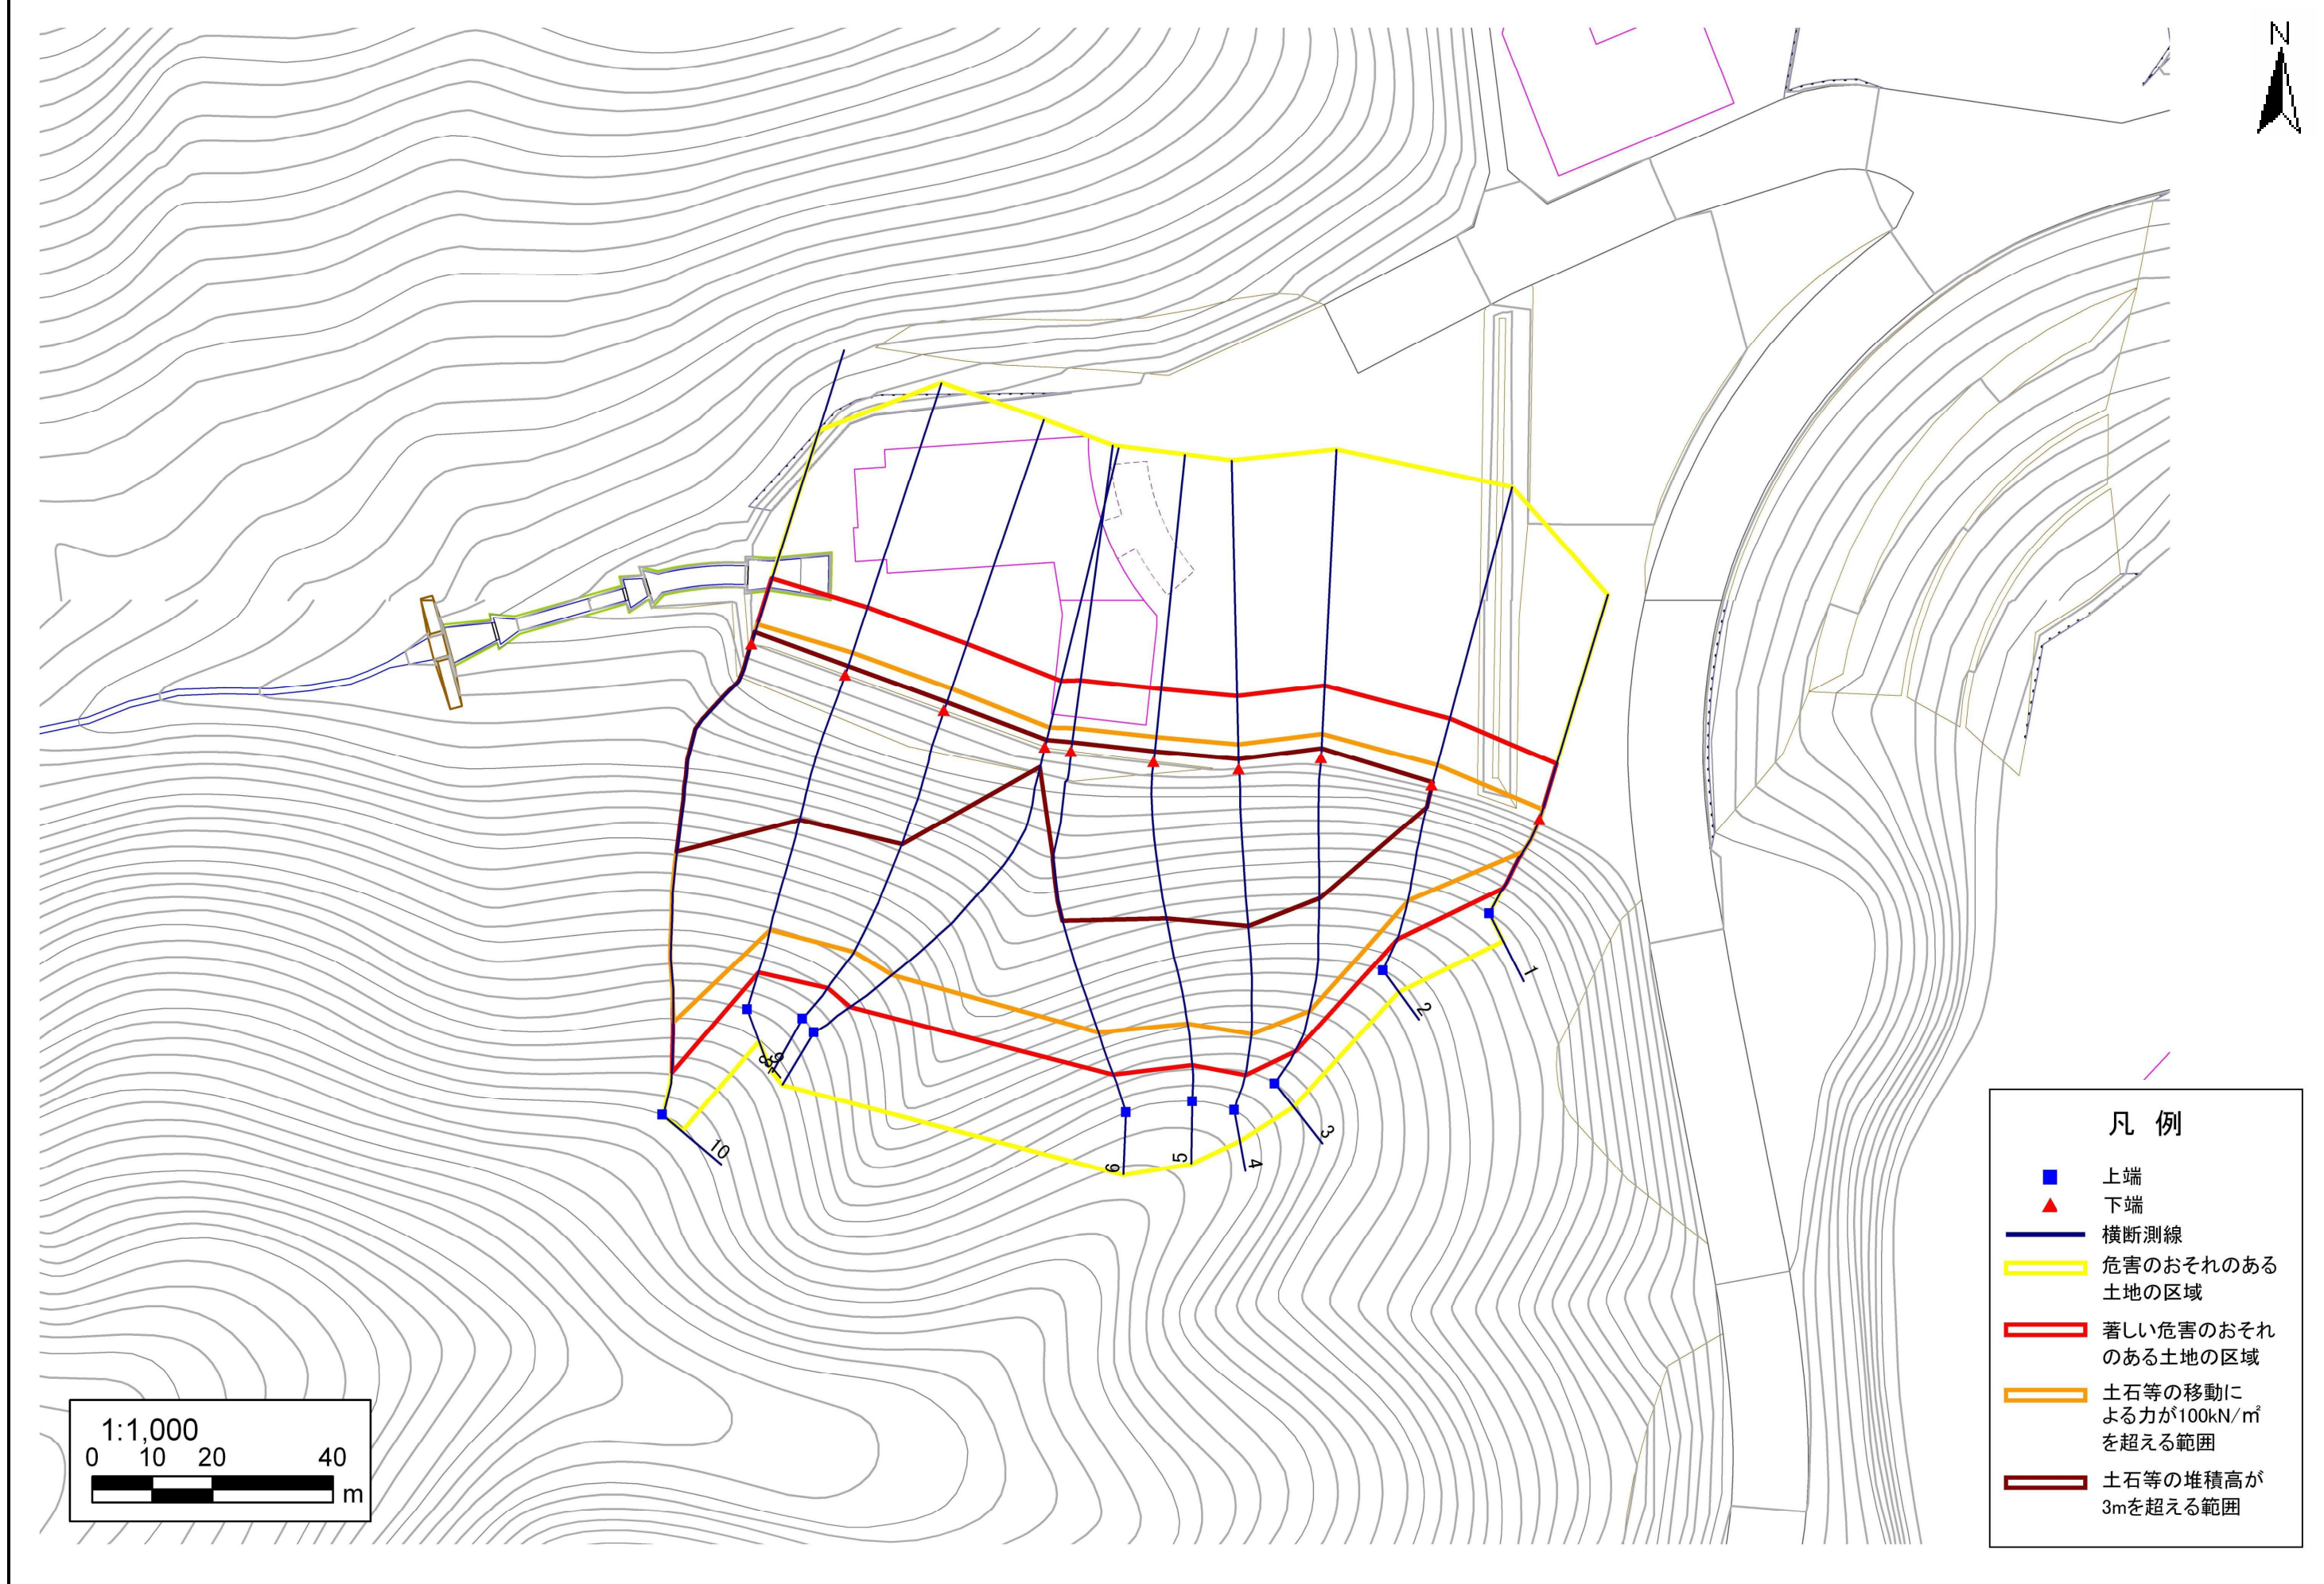 N
1
2
3
4
5
6
10
凡 例
上端
下端
横断測線
危害のおそれのある
土地の区域
著しい危害のおそれ
のある土地の区域
土石等の移動に
よる力が100kN/㎡
を超える範囲
土石等の堆積高が
3mを超える範囲
1:1,000
0 10 20 40
m